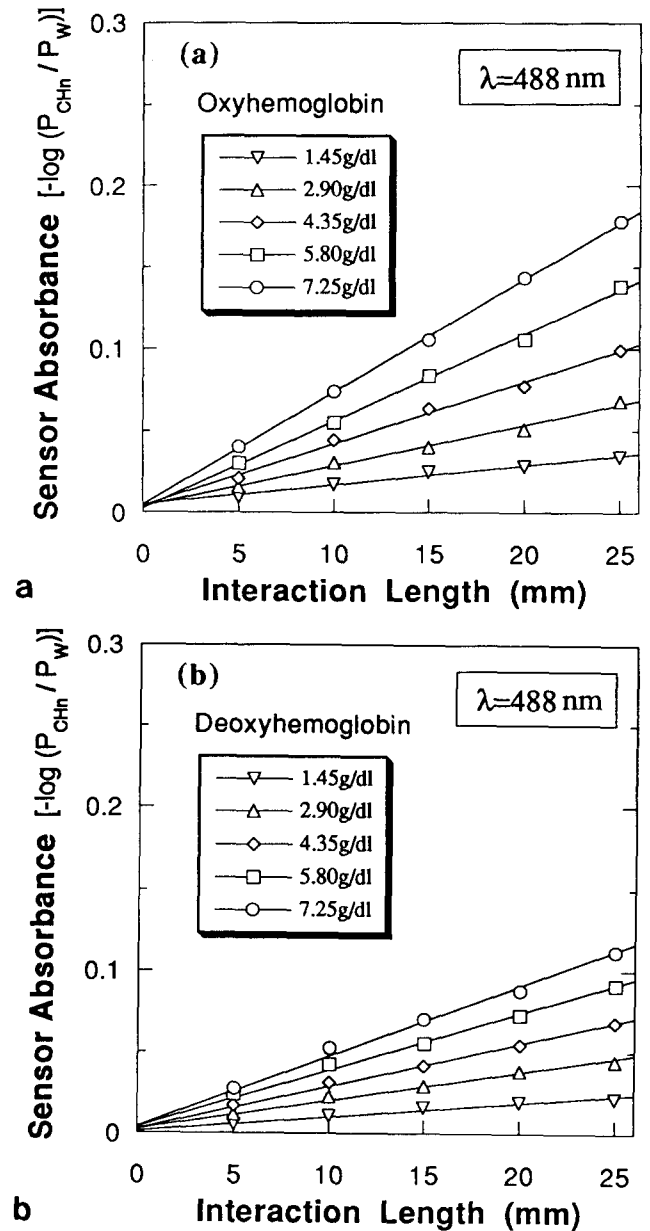 0.3
(a)
λ=488 nm
Oxyhemoglobin
1.45g/dl
2.90g/dl
4.35g/dl
5.80g/dl
7.25g/dl
0.2
0.1
0
Sensor Absorbance [-log (P_CHn / P_W)]
0 5 10 15 20 25
a Interaction Length (mm)
0.3
(b)
λ=488 nm
Deoxyhemoglobin
1.45g/dl
2.90g/dl
4.35g/dl
5.80g/dl
7.25g/dl
0.2
0.1
0
Sensor Absorbance [-log (P_CHn / P_W)]
0 5 10 15 20 25
b Interaction Length (mm)